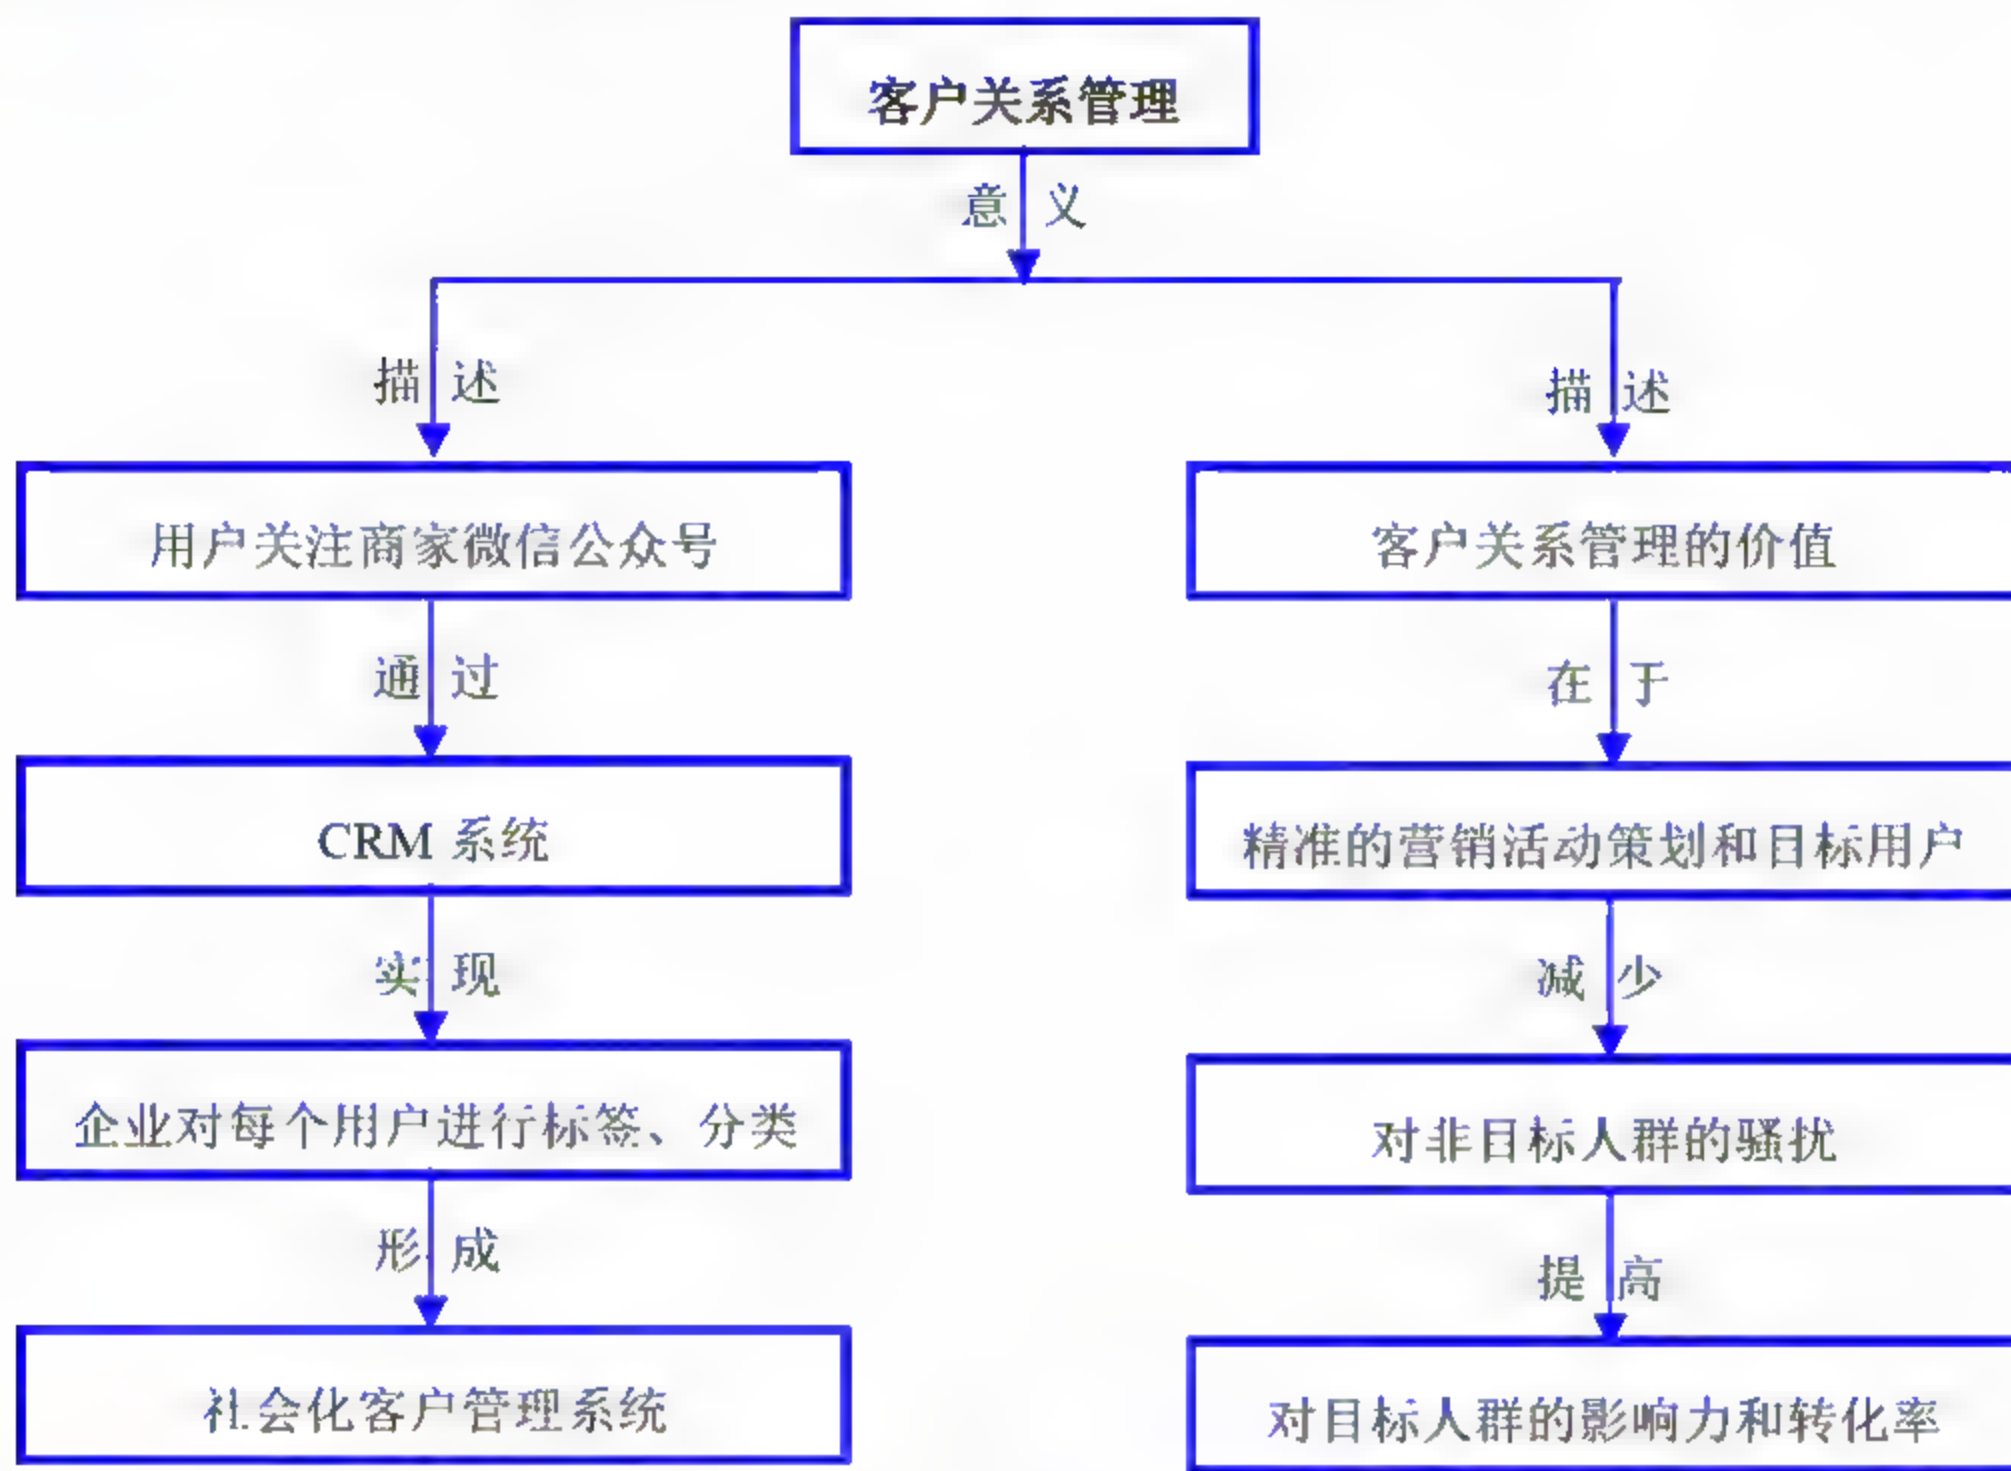 客户关系管理
意 义
描 述
描 述
用户关注商家微信公众号
客户关系管理的价值
通 过
在 于
CRM 系统
精准的营销活动策划和目标用户
实 现
减 少
企业对每个用户进行标签、分类
对非目标人群的骚扰
形 成
提 高
社会化客户管理系统
对目标人群的影响力和转化率